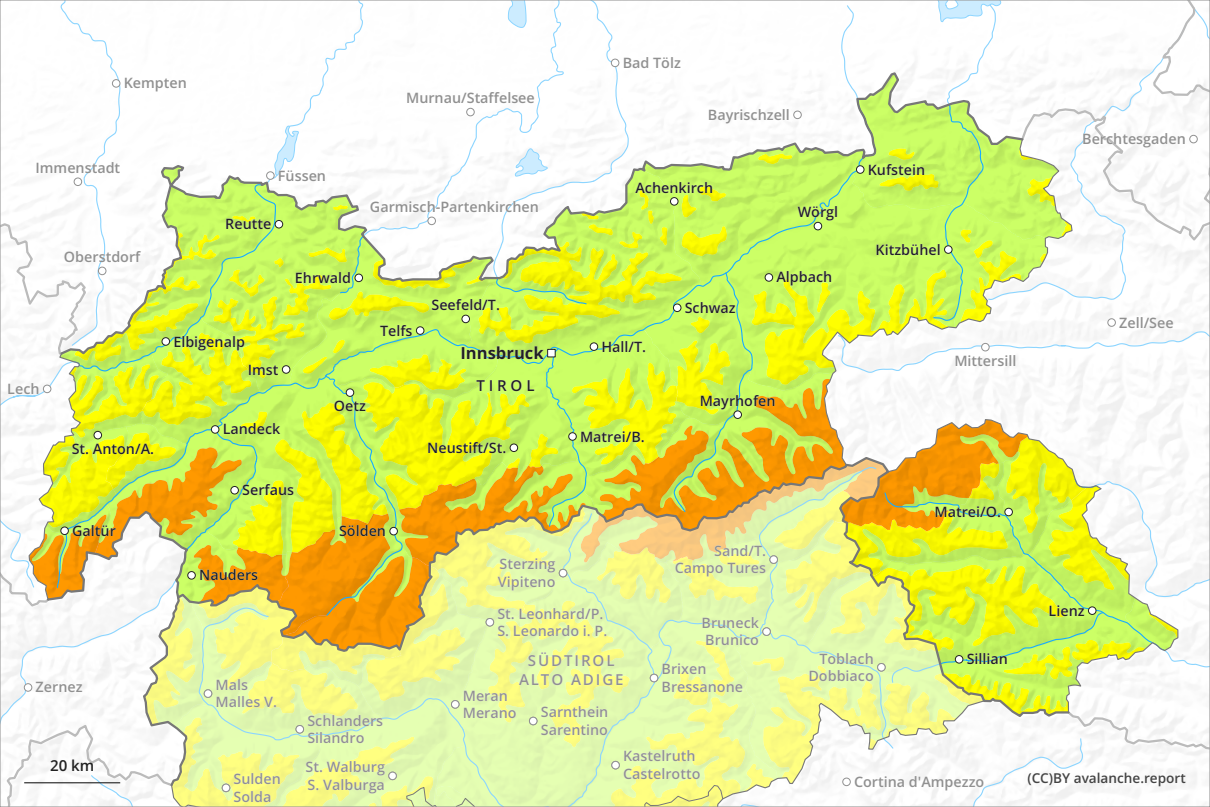 Kempten
Bad Tölz
Murnau/Staffelsee
Bayrischzell
Berchtesgaden
Immenstadt
Füssen
Kufstein
Achenkirch
Garmisch-Partenkirchen
Wörgl
Reutte
Oberstdorf
Kitzbühel
Ehrwald
Alpbach
Seefeld/T.
Schwaz
Telfs
Zell/See
Elbigenalp
Innsbruck
Hall/T.
Mittersill
Imst
TIROL
Lech
Oetz
Mayrhofen
Landeck
Matrei/B.
St. Anton/A.
Neustift/St.
Serfaus
Matrei/O.
Galtür
Sölden
Sand/T.
Campo Tures
Sterzing
Vipiteno
Nauders
Lienz
St. Leonhard/P.
S. Leonardo i. P.
Bruneck
Brunico
SÜDTIROL
ALTO ADIGE
Toblach
Dobbiaco
Sillian
Brixen
Bressanone
Zernez
Mals
Malles V.
Meran
Merano
Sarnthein
Sarentino
Schlanders
Silandro
Kastelruth
Castelrotto
St. Walburg
S. Valburga
Sulden
Solda
Cortina d'Ampezzo
20 km
(CC)BY avalanche.report